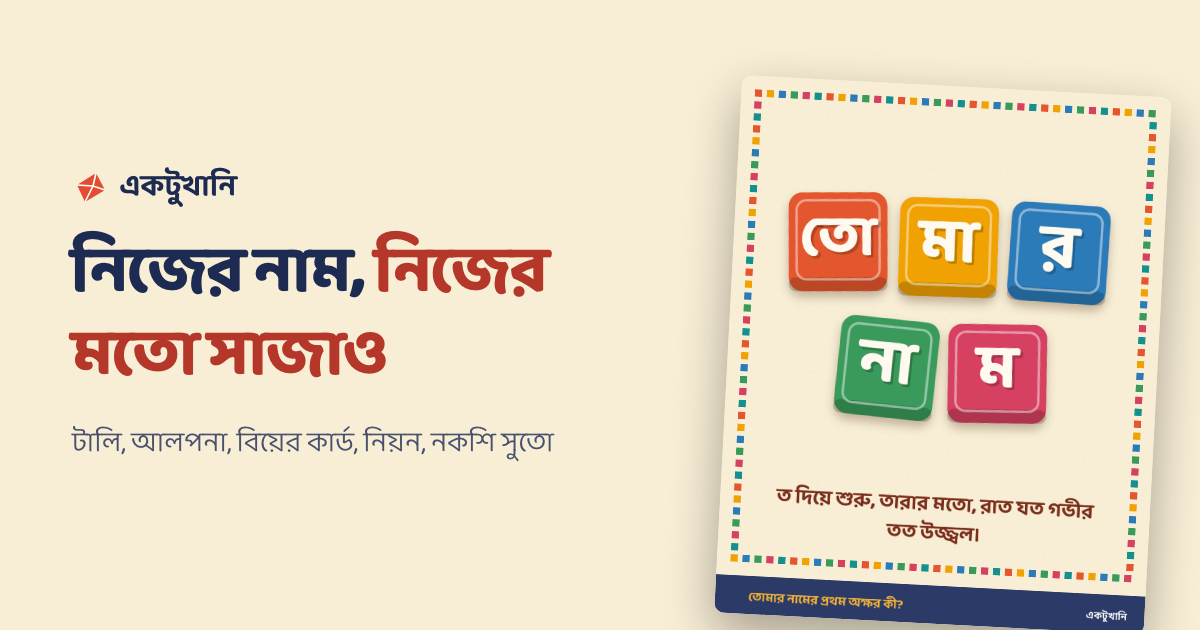 একটুখানি
নিজের নাম, নিজের
মতো সাজাও
টালি, আলপনা, বিয়ের কার্ড, নিয়ন, নকশি সুতো
তো মা র
না ম
ত দিয়ে শুরু, তারার মতো, রাত যত গভীর
তত উজ্জ্বল।
তোমার নামের প্রথম অক্ষর কী?
একটুখানি